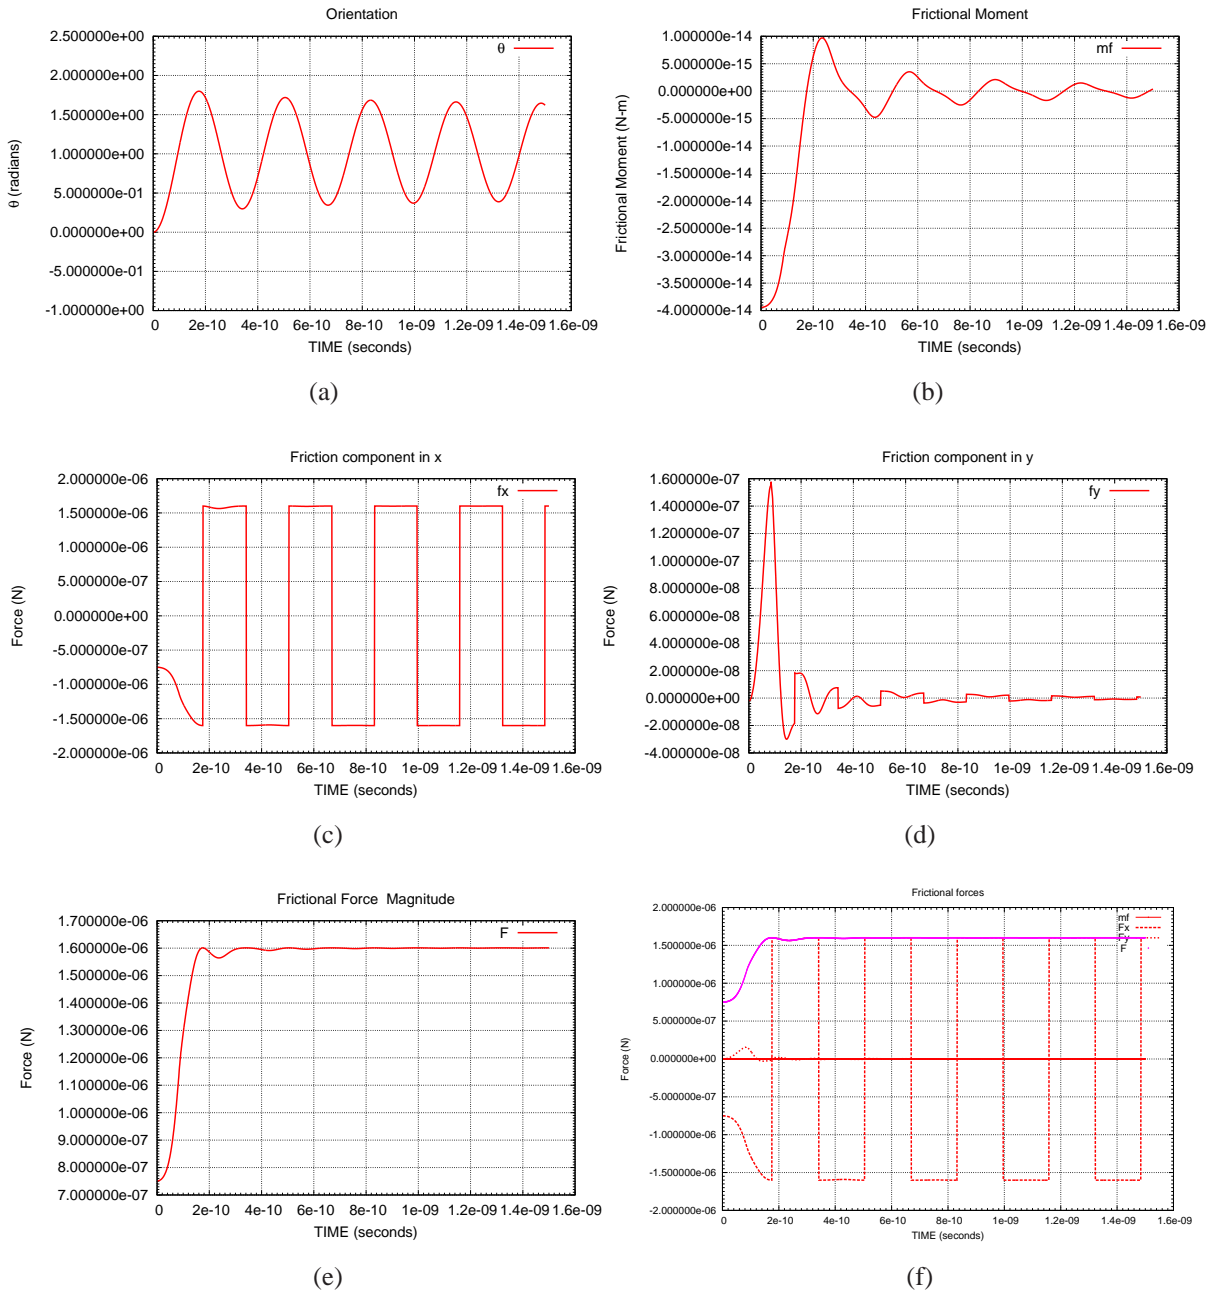 Orientation
2.500000e+00
2.000000e+00
1.500000e+00
1.000000e+00
5.000000e-01
0.000000e+00
-5.000000e-01
-1.000000e+00
θ
θ (radians)
0 2e-10 4e-10 6e-10 8e-10 1e-09 1.2e-09 1.4e-09 1.6e-09
TIME (seconds)
(a)
Frictional Moment
1.000000e-14
5.000000e-15
0.000000e+00
-5.000000e-15
-1.000000e-14
-1.500000e-14
-2.000000e-14
-2.500000e-14
-3.000000e-14
-3.500000e-14
-4.000000e-14
mf
Frictional Moment (N-m)
0 2e-10 4e-10 6e-10 8e-10 1e-09 1.2e-09 1.4e-09 1.6e-09
TIME (seconds)
(b)
Friction component in x
2.000000e-06
1.500000e-06
1.000000e-06
5.000000e-07
0.000000e+00
-5.000000e-07
-1.000000e-06
-1.500000e-06
-2.000000e-06
fx
Force (N)
0 2e-10 4e-10 6e-10 8e-10 1e-09 1.2e-09 1.4e-09 1.6e-09
TIME (seconds)
(c)
Friction component in y
1.600000e-07
1.400000e-07
1.200000e-07
1.000000e-07
8.000000e-08
6.000000e-08
4.000000e-08
2.000000e-08
0.000000e+00
-2.000000e-08
-4.000000e-08
fy
Force (N)
0 2e-10 4e-10 6e-10 8e-10 1e-09 1.2e-09 1.4e-09 1.6e-09
TIME (seconds)
(d)
Frictional Force Magnitude
1.700000e-06
1.600000e-06
1.500000e-06
1.400000e-06
1.300000e-06
1.200000e-06
1.100000e-06
1.000000e-06
9.000000e-07
8.000000e-07
7.000000e-07
F
Force (N)
0 2e-10 4e-10 6e-10 8e-10 1e-09 1.2e-09 1.4e-09 1.6e-09
TIME (seconds)
(e)
Frictional forces
2.000000e-06
1.500000e-06
1.000000e-06
5.000000e-07
0.000000e+00
-5.000000e-07
-1.000000e-06
-1.500000e-06
-2.000000e-06
mf
Fx
Fy
F
Force (N)
0 2e-10 4e-10 6e-10 8e-10 1e-09 1.2e-09 1.4e-09 1.6e-09
TIME (seconds)
(f)